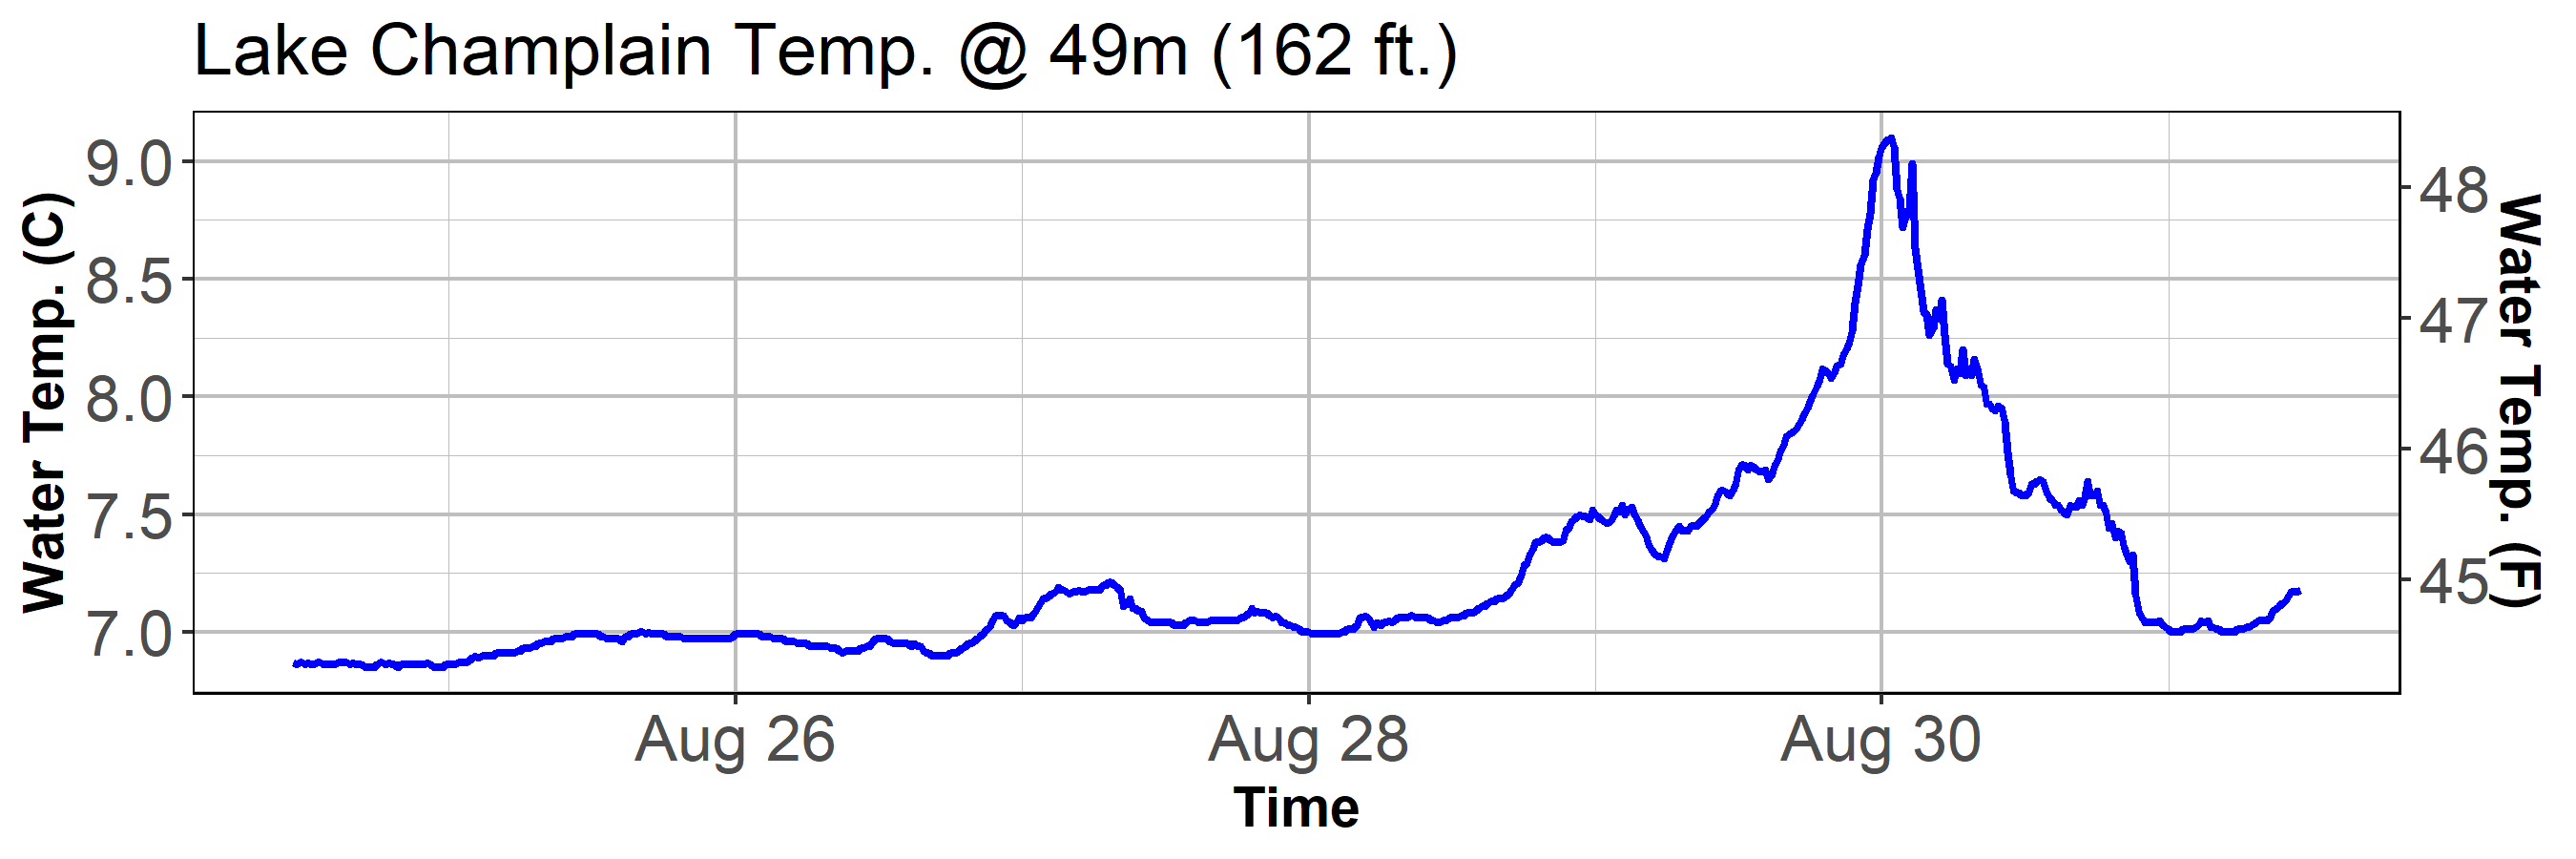 Lake Champlain Temp. @ 49m (162 ft.)
Water Temp. (C)
9.0
8.5
8.0
7.5
7.0
48
47
46
45
Water Temp. (F)
Aug 26
Aug 28
Aug 30
Time